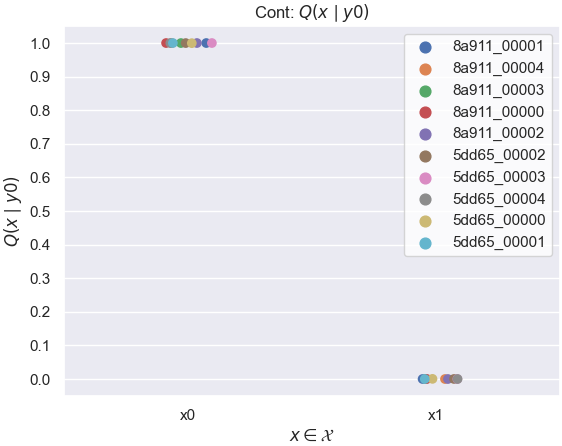 Cont: Q(x | y0)
Q(x | y0)
1.0
0.9
0.8
0.7
0.6
0.5
0.4
0.3
0.2
0.1
0.0
8a911_00001
8a911_00004
8a911_00003
8a911_00000
8a911_00002
5dd65_00002
5dd65_00003
5dd65_00004
5dd65_00000
5dd65_00001
x0 x1
x ∈ 𝒳